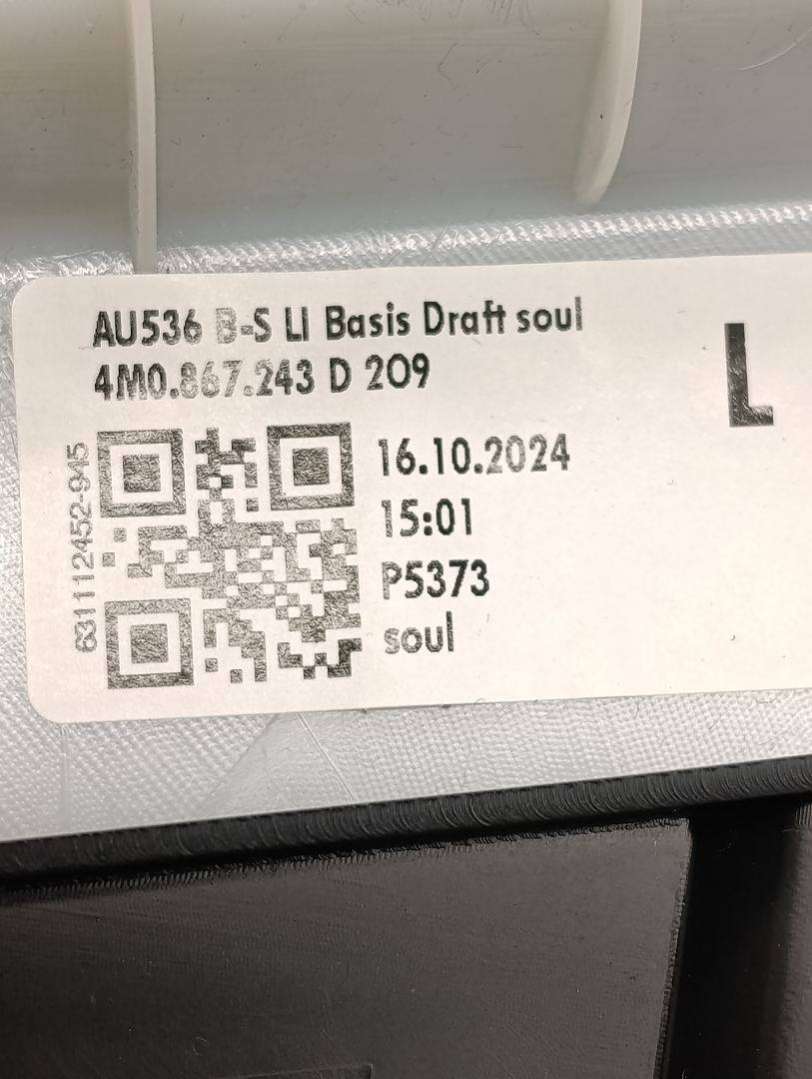 AU536 B-S LI Basis Draft soul
4M0.867.243 D 209
L
631112452-945
16.10.2024
15:01
P5373
soul